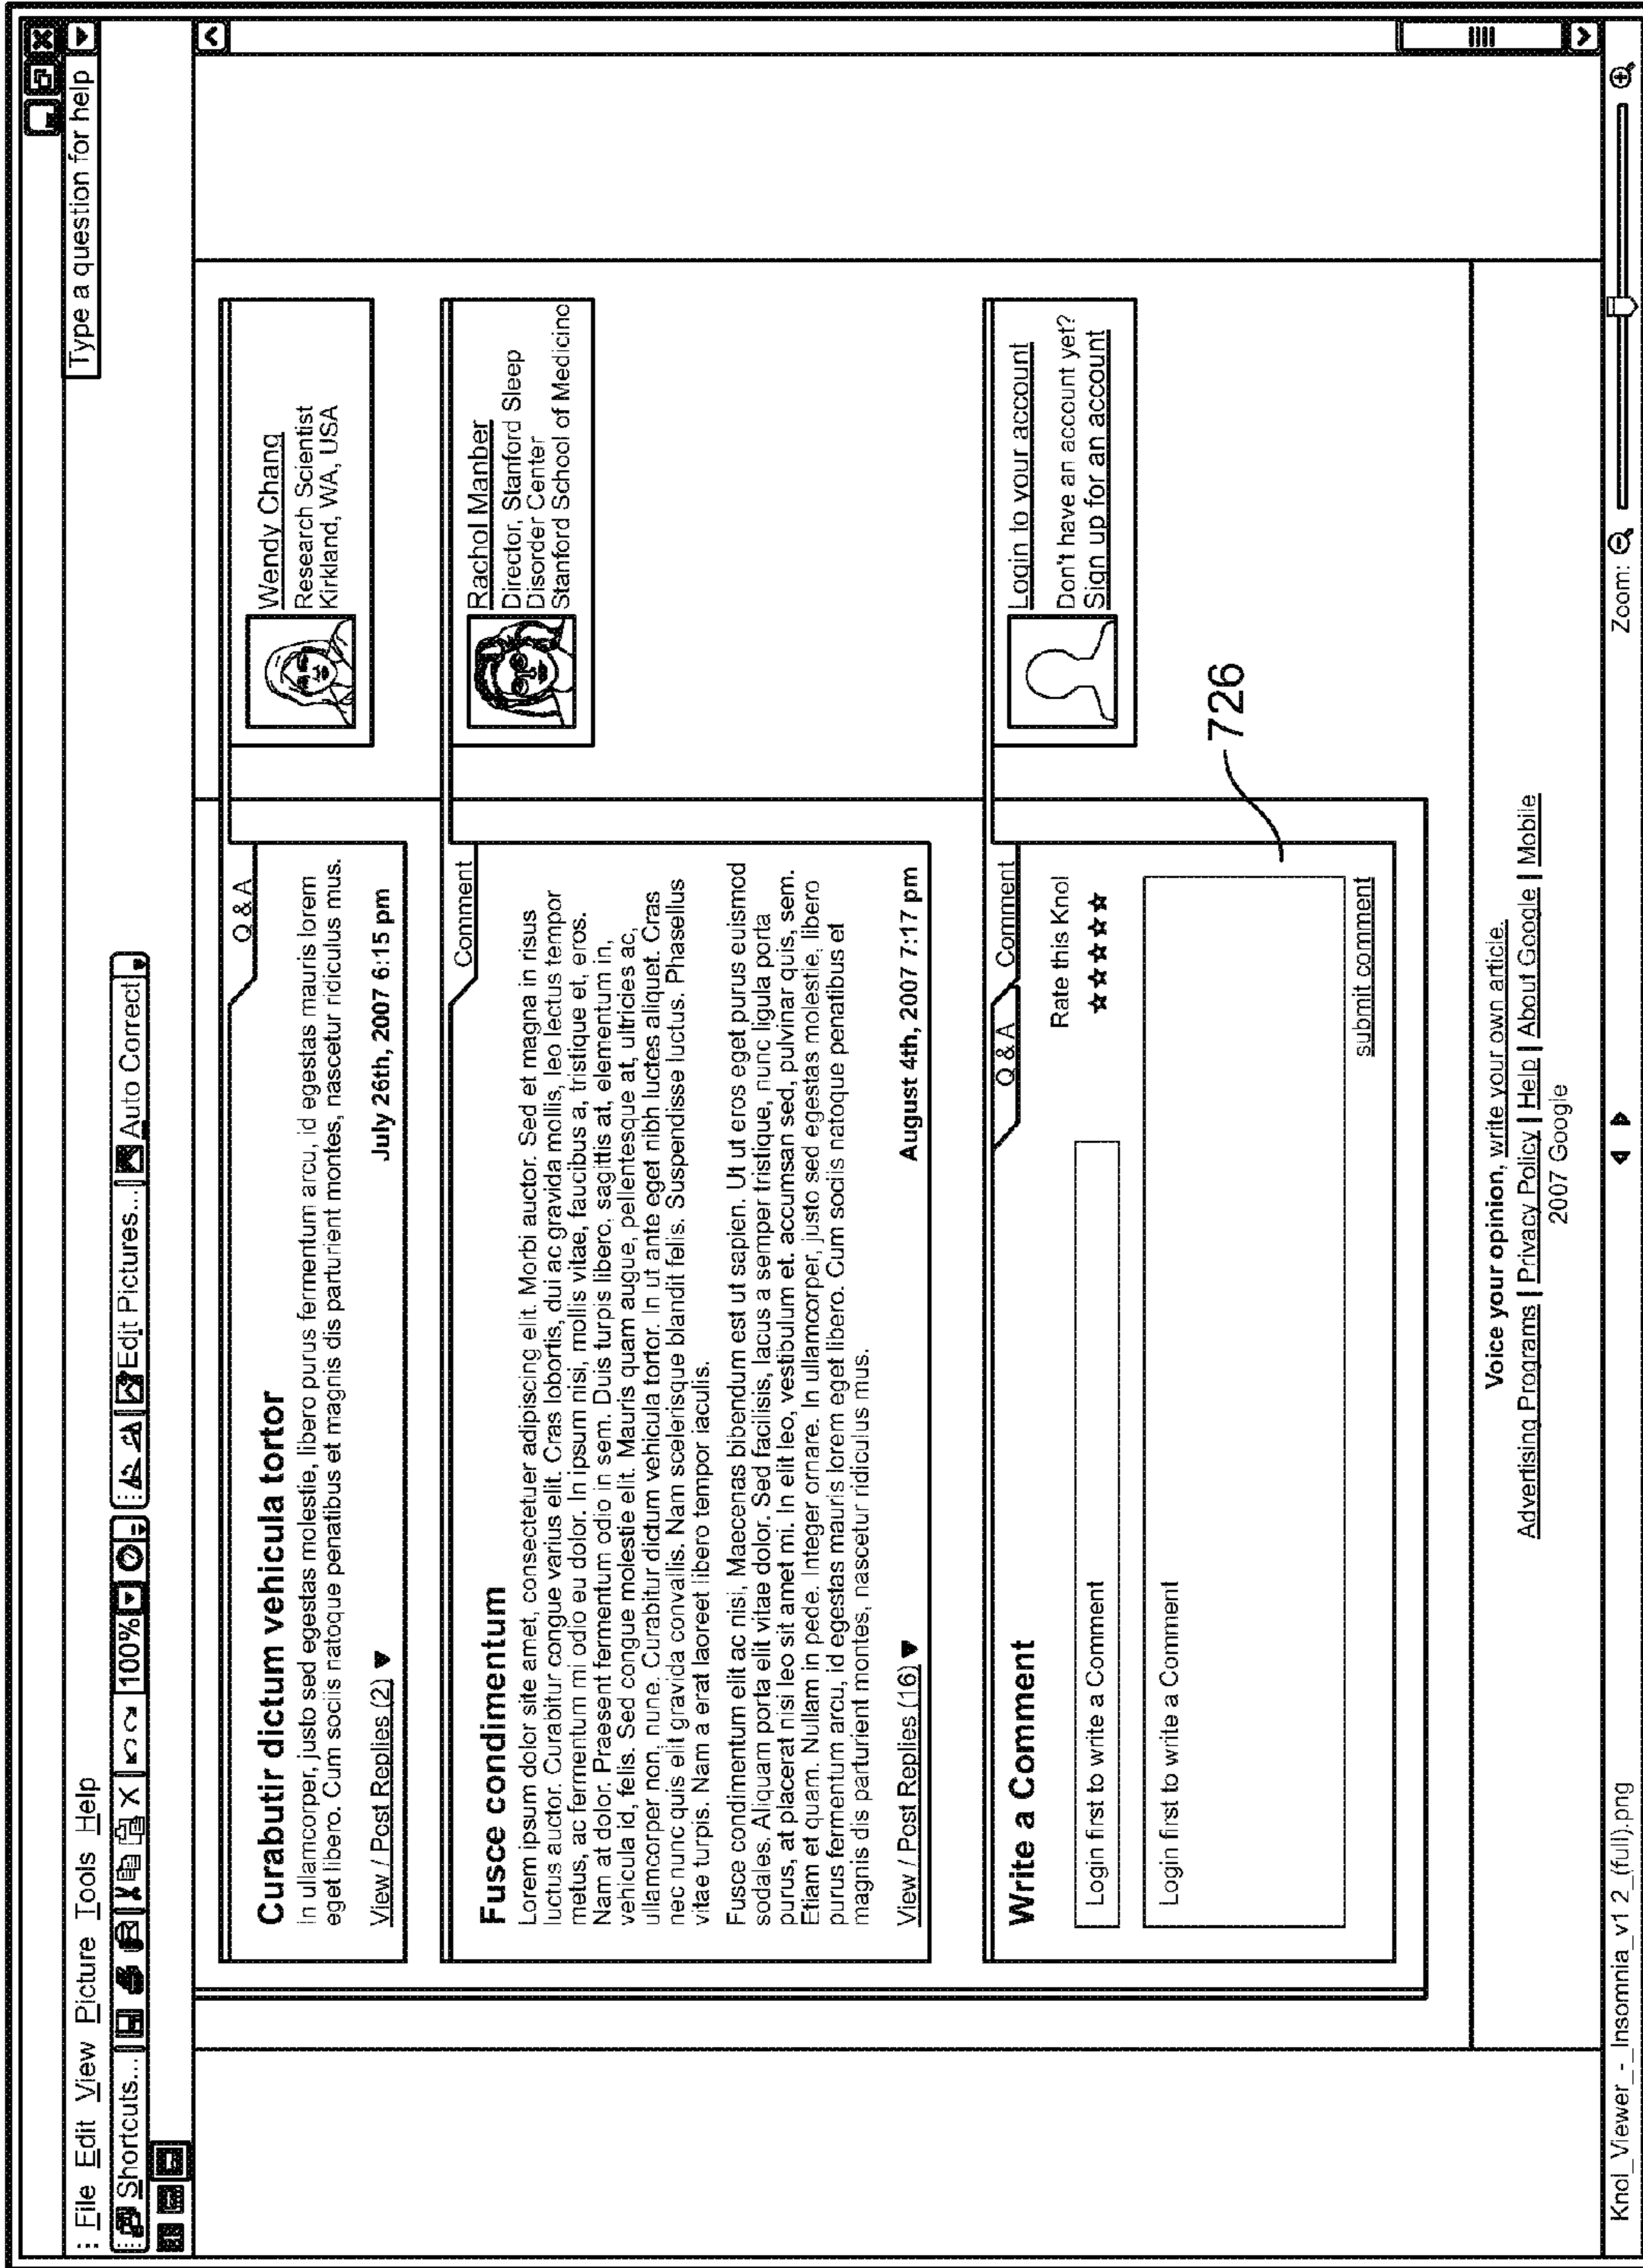 Type a question for help
File Edit View Picture Tools Help
Shortcuts... 100% Edit Pictures... Auto Correct
Q & A
Curabutir dictum vehicula tortor
In ullamcorper, justo sed egestas molestie, libero purus fermentum arcu, id egestas mauris lorem
eget libero. Cum sociis natoque penatibus et magnis dis parturient montes, nascetur ridiculus mus.
View / Post Replies (2) July 26th, 2007 6:15 pm
Wendy Chang
Research Scientist
Kirkland, WA, USA
Comment
Fusce condimentum
Lorem ipsum dolor site amet, consectetuer adipiscing elit. Morbi auctor. Sed et magna in risus
luctus auctor. Curabitur congue varius elit. Cras lobortis, dui ac gravida mollis, leo lectus tempor
metus, ac fermentum mi odio eu dolor. In ipsum nisi, mollis vitae, faucibus a, tristique et, eros.
Nam at dolor. Praesent fermentum odio in sem. Duis turpis libero, sagittis at, elementum in,
vehicula id, felis. Sed congue molestie elit. Mauris quam augue, pellentesque at, ultricies ac,
ullamcorper non, nune. Curabitur dictum vehicula tortor. In ut ante eget nibh luctes aliquet. Cras
nec nunc quis elit gravida convallis. Nam scelerisque blandit felis. Suspendisse luctus. Phasellus
vitae turpis. Nam a erat laoreet libero tempor iaculis.
Fusce condimentum elit ac nisi, Maecenas bibendum est ut sapien. Ut ut eros eget purus euismod
sodales. Aliquam porta elit vitae dolor. Sed facilisis, lacus a semper tristique, nunc ligula porta
purus, at placerat nisi leo sit amet mi. In elit leo, vestibulum et. accumsan sed, pulvinar quis, sem.
Etiam et quam. Nullam in pede. Integer ornare. In ullamcorper, justo sed egestas molestie, libero
purus fermentum arcu, id egestas mauris lorem eget libero. Cum sociis natoque penatibus et
magnis dis parturient montes, nascetur ridiculus mus.
View / Post Replies (16) August 4th, 2007 7:17 pm
Rachol Manber
Director, Stanford Sleep
Disorder Center
Stanford School of Medicino
Q & A Comment
Write a Comment
Rate this Knol
Login first to write a Comment
Login first to write a Comment
submit comment
Login to your account
Don't have an account yet?
Sign up for an account
726
Voice your opinion, write your own article.
Advertising Programs | Privacy Policy | Help | About Google | Mobile
2007 Google
Knol_Viewer_-_Insomnia_v1 2_(full).png Zoom: